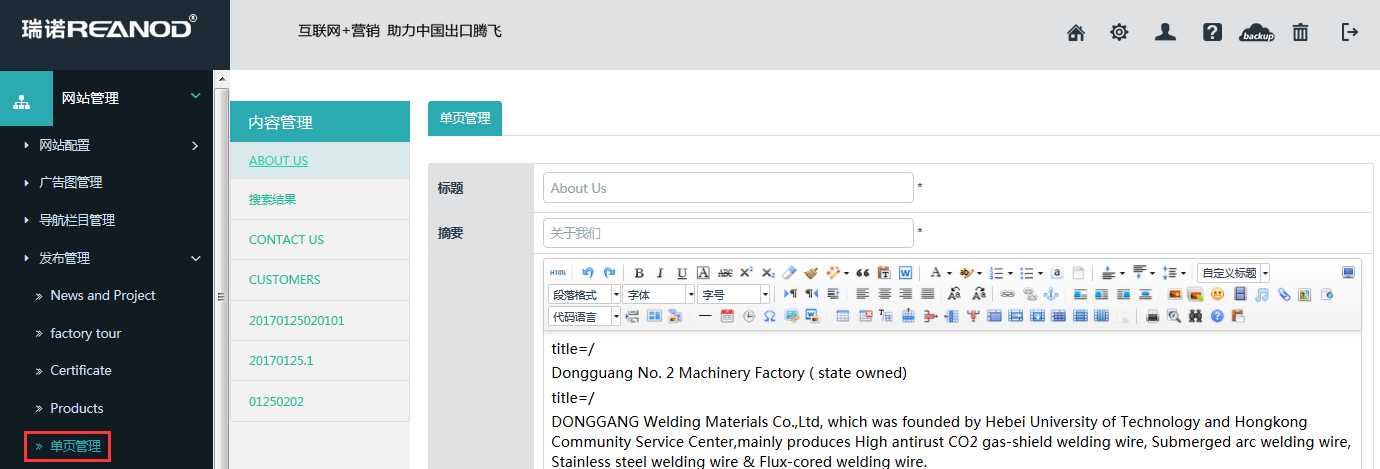 瑞诺REANOD®
互联网+营销 助力中国出口腾飞
backup
网站管理
网站配置
广告图管理
导航栏目管理
发布管理
News and Project
factory tour
Certificate
Products
单页管理
内容管理
ABOUT US
搜索结果
CONTACT US
CUSTOMERS
20170125020101
20170125.1
01250202
单页管理
标题
About Us
*
摘要
关于我们
*
HTML
B I U A ABC X² X₂
自定义标题
段落格式
字体
字号
代码语言
title=/
Dongguang No. 2 Machinery Factory ( state owned)
title=/
DONGGANG Welding Materials Co.,Ltd, which was founded by Hebei University of Technology and Hongkong
Community Service Center,mainly produces High antirust CO2 gas-shield welding wire, Submerged arc welding wire,
Stainless steel welding wire & Flux-cored welding wire.